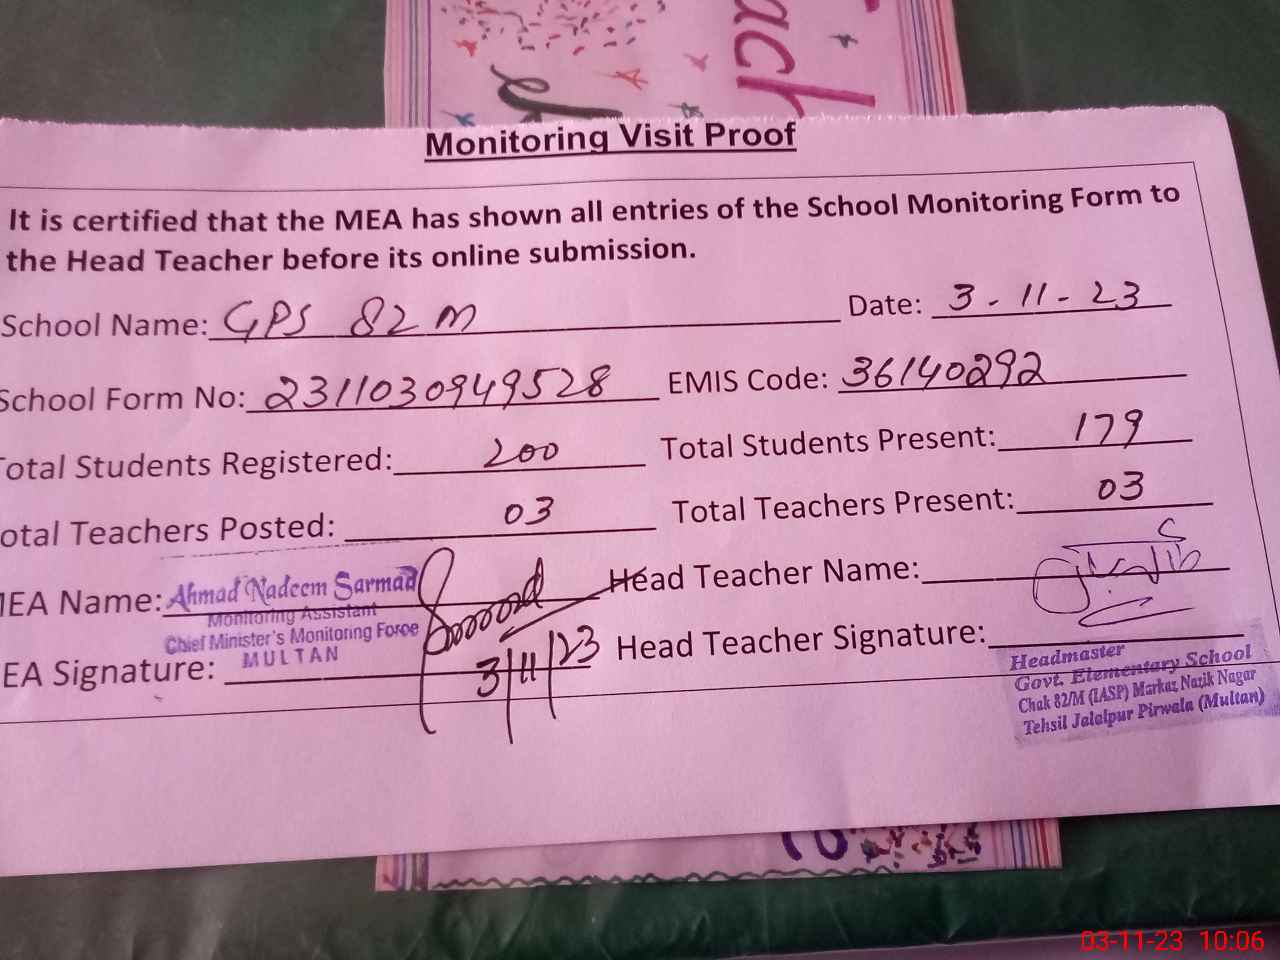 ach
Monitoring Visit Proof
It is certified that the MEA has shown all entries of the School Monitoring Form to
the Head Teacher before its online submission.
School Name: GPS 82 M Date: 3-11-23
School Form No: 2311030949528 EMIS Code: 36140292
Total Students Registered: 200 Total Students Present: 179
Total Teachers Posted: 03 Total Teachers Present: 03
MEA Name: Ahmad Nadeem Sarmad Head Teacher Name:
Monitoring Assistant
Chief Minister's Monitoring Force
MULTAN
MEA Signature: 3/11/23 Head Teacher Signature:
Headmaster
Govt. Elementary School
Chak 82/M (IASP) Markaz Nazik Nagar
Tehsil Jalalpur Pirwala (Multan)
03-11-23 10:06